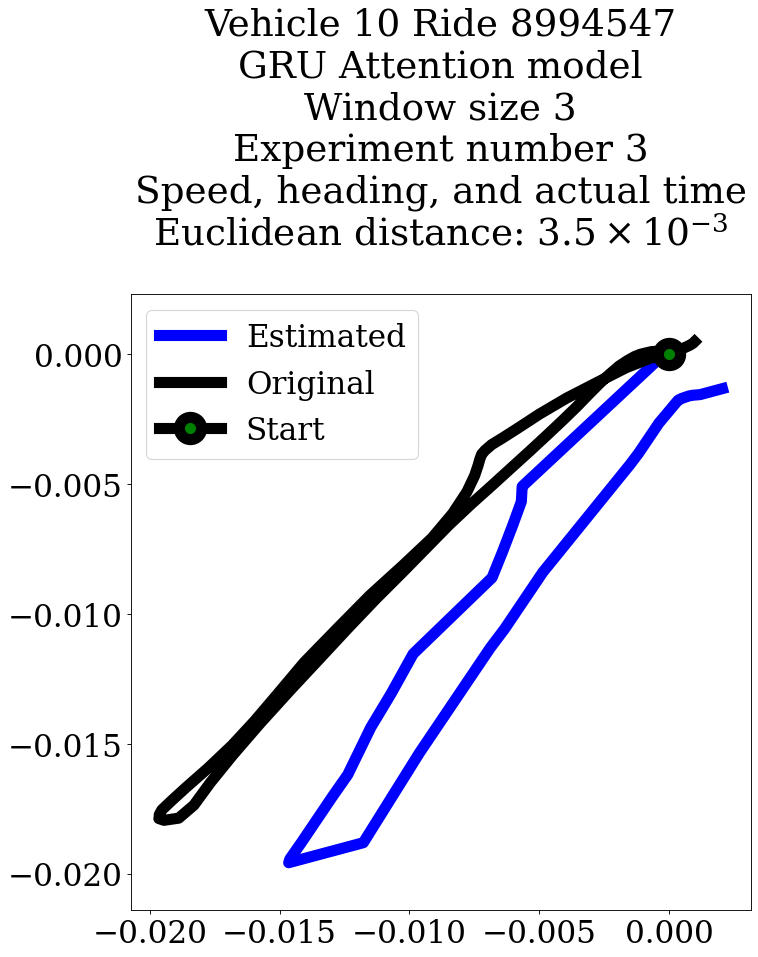 Vehicle 10 Ride 8994547
GRU Attention model
Window size 3
Experiment number 3
Speed, heading, and actual time
Euclidean distance: 3.5 × 10⁻³
Estimated
Original
Start
0.000
−0.005
−0.010
−0.015
−0.020
−0.020 −0.015 −0.010 −0.005 0.000